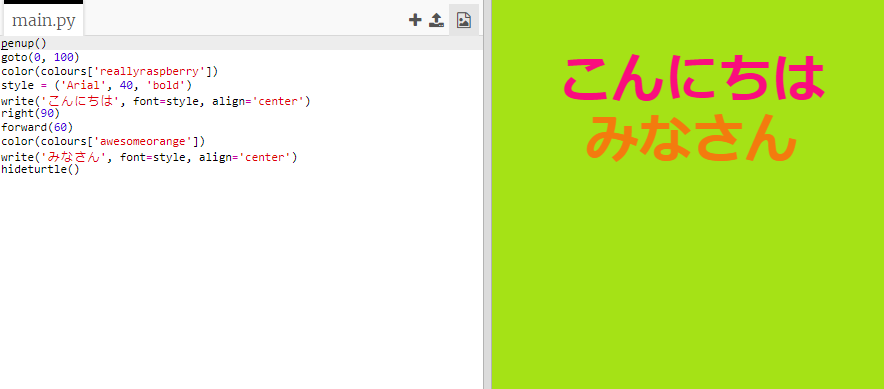 main.py
penup()
goto(0, 100)
color(colours['reallyraspberry'])
style = ('Arial', 40, 'bold')
write('こんにちは', font=style, align='center')
right(90)
forward(60)
color(colours['awesomeorange'])
write('みなさん', font=style, align='center')
hideturtle()
こんにちは
みなさん